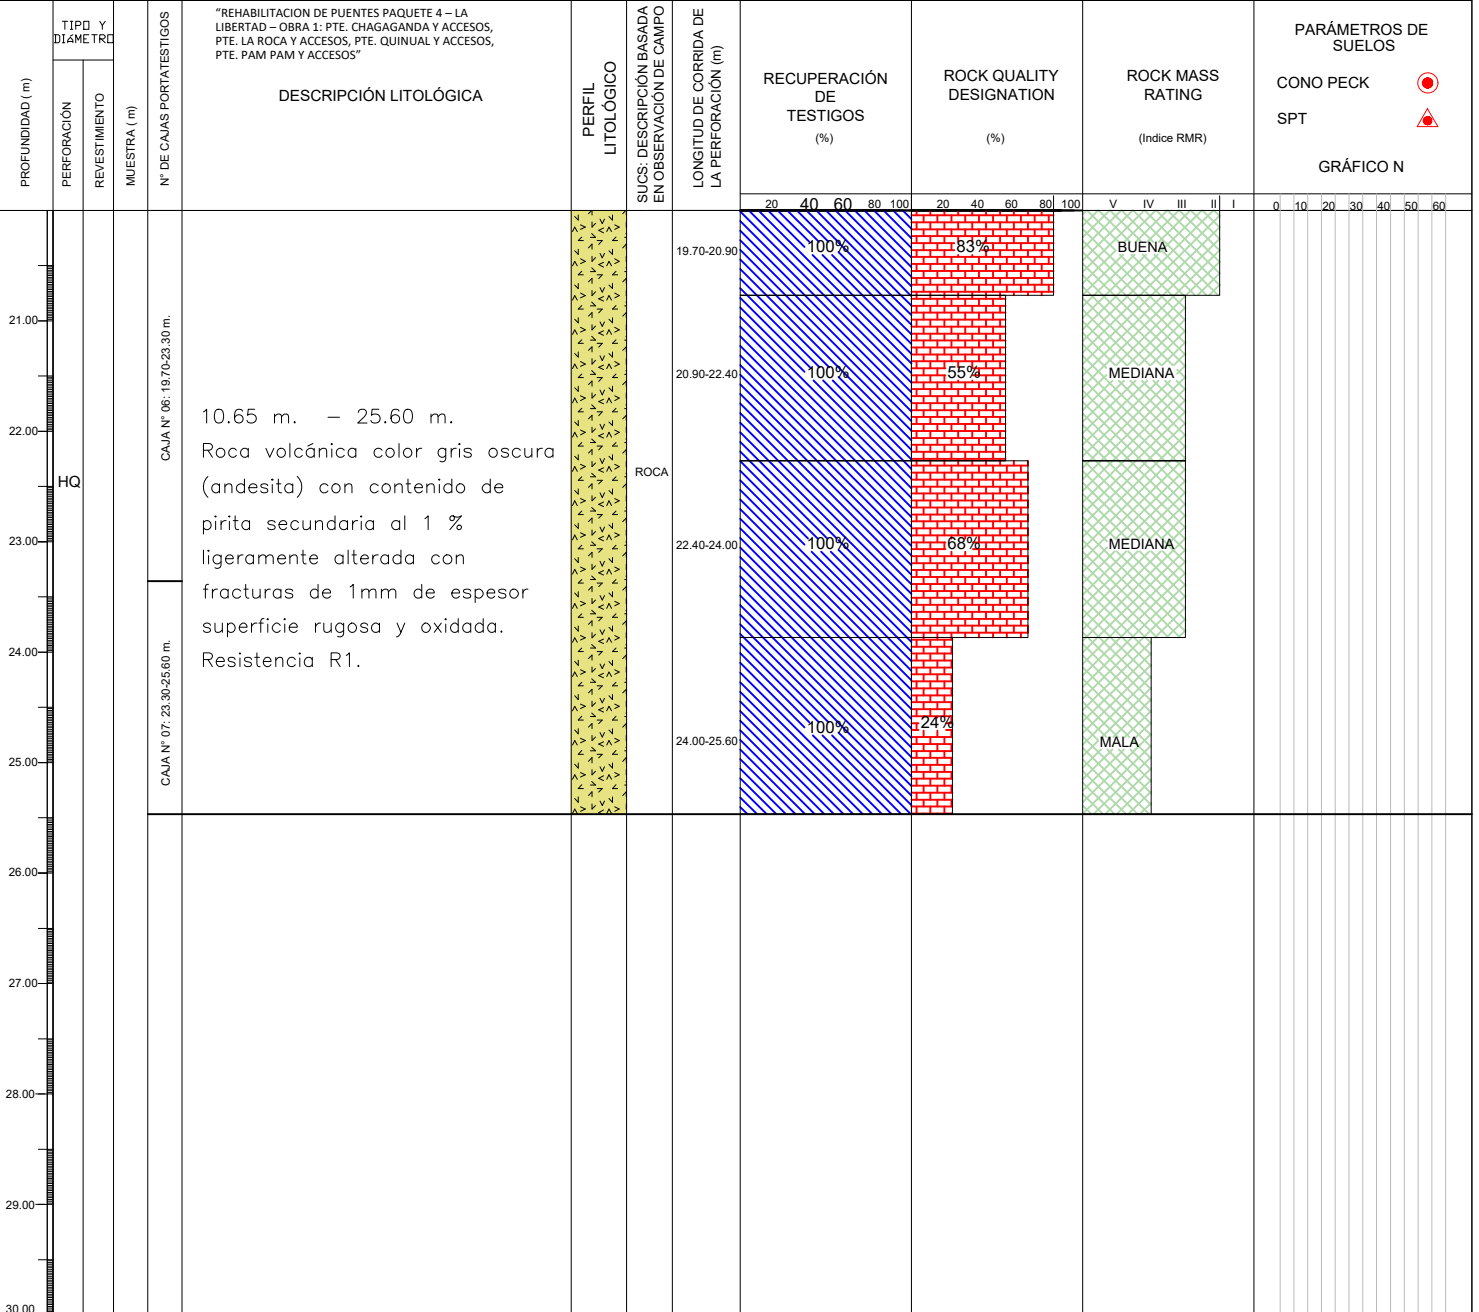 PROFUNDIDAD ( m)
TIPO Y
DIÁMETRO
PERFORACIÓN
REVESTIMIENTO
MUESTRA ( m)
N° DE CAJAS PORTATESTIGOS
"REHABILITACION DE PUENTES PAQUETE 4 – LA
LIBERTAD – OBRA 1: PTE. CHAGAGANDA Y ACCESOS,
PTE. LA ROCA Y ACCESOS, PTE. QUINUAL Y ACCESOS,
PTE. PAM PAM Y ACCESOS"
DESCRIPCIÓN LITOLÓGICA
PERFIL
LITOLÓGICO
SUCS: DESCRIPCIÓN BASADA
EN OBSERVACIÓN DE CAMPO
LONGITUD DE CORRIDA DE
LA PERFORACIÓN (m)
RECUPERACIÓN
DE
TESTIGOS
(%)
20 40 60 80 100
ROCK QUALITY
DESIGNATION
(%)
20 40 60 80 100
ROCK MASS
RATING
(Indice RMR)
V IV III II I
PARÁMETROS DE
SUELOS
CONO PECK
SPT
GRÁFICO N
0 10 20 30 40 50 60
21.00
22.00
23.00
24.00
25.00
26.00
27.00
28.00
29.00
30.00
HQ
CAJA N° 06: 19.70-23.30 m.
CAJA N° 07: 23.30-25.60 m.
10.65 m. – 25.60 m.
Roca volcánica color gris oscura
(andesita) con contenido de
pirita secundaria al 1 %
ligeramente alterada con
fracturas de 1mm de espesor
superficie rugosa y oxidada.
Resistencia R1.
ROCA
19.70-20.90 100% 83% BUENA
20.90-22.40 100% 55% MEDIANA
22.40-24.00 100% 68% MEDIANA
24.00-25.60 100% 24% MALA